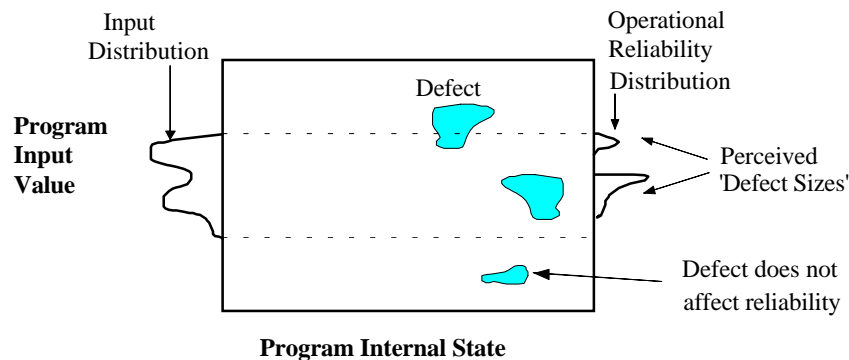 Input
Distribution
Operational
Reliability
Distribution
Defect
Program
Input
Value
Perceived
'Defect Sizes'
Defect does not
affect reliability
Program Internal State